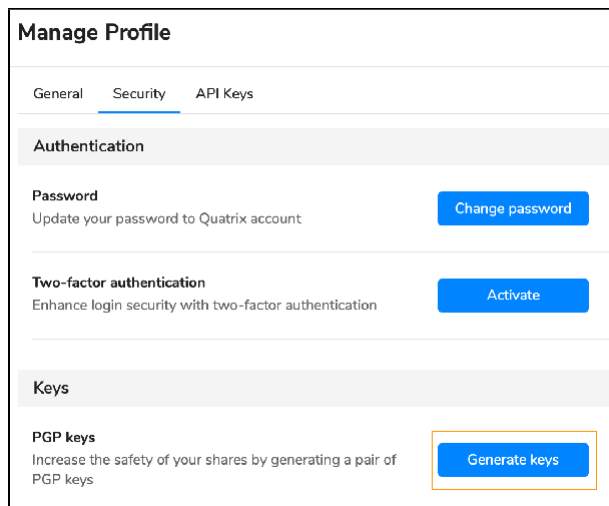 Manage Profile
General Security API Keys
Authentication
Password
Update your password to Quatrix account
Change password
Two-factor authentication
Enhance login security with two-factor authentication
Activate
Keys
PGP keys
Increase the safety of your shares by generating a pair of
PGP keys
Generate keys